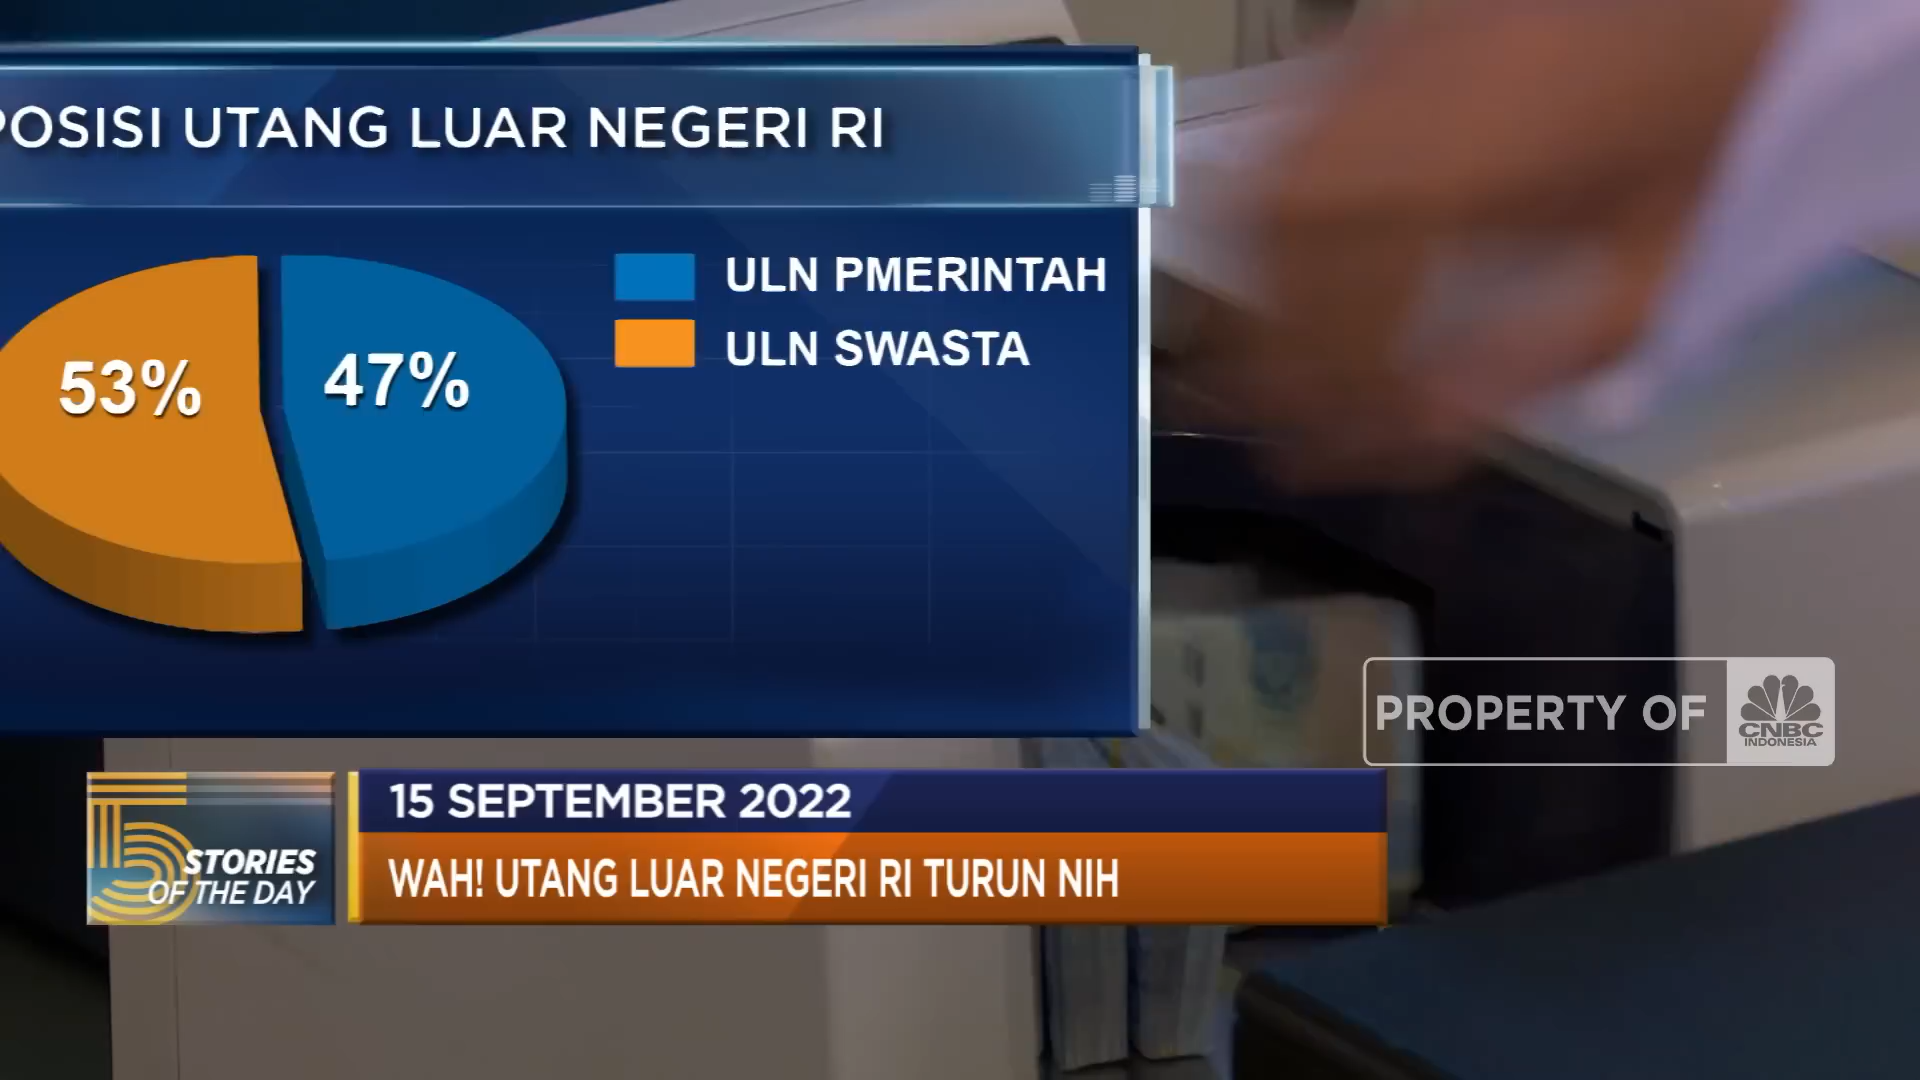 POSISI UTANG LUAR NEGERI RI
ULN PMERINTAH
ULN SWASTA
53%
47%
PROPERTY OF
CNBC
INDONESIA
15 SEPTEMBER 2022
WAH! UTANG LUAR NEGERI RI TURUN NIH
5
STORIES
OF THE DAY